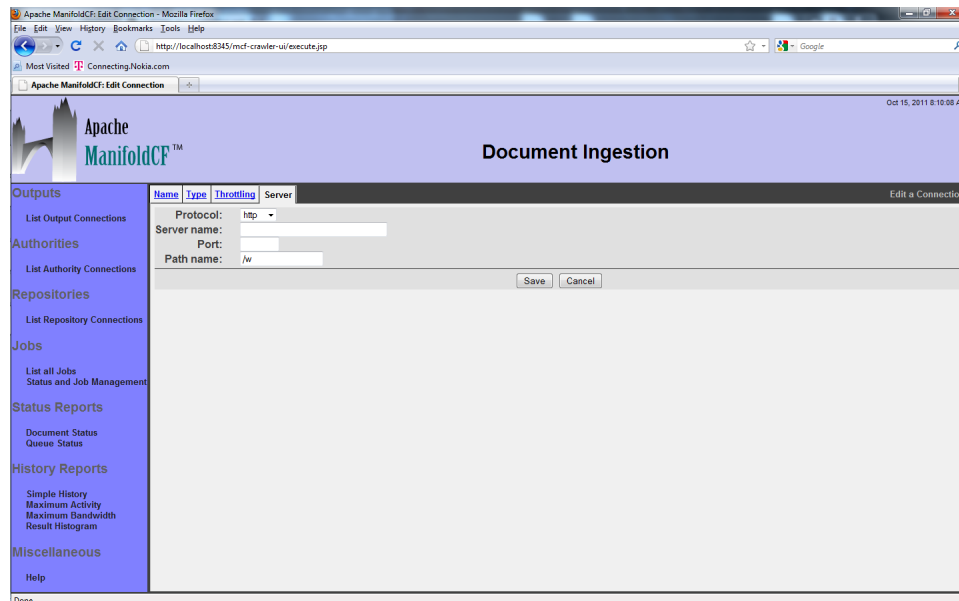 Apache ManifoldCF: Edit Connection - Mozilla Firefox
File Edit View History Bookmarks Tools Help
http://localhost:8345/mcf-crawler-ui/execute.jsp
Google
Most Visited Connecting.Nokia.com
Apache ManifoldCF: Edit Connection
Oct 15, 2011 8:10:08 A
Apache
ManifoldCF™
Document Ingestion
Outputs
Name Type Throttling Server
Edit a Connectio
List Output Connections
Authorities
List Authority Connections
Repositories
List Repository Connections
Jobs
List all Jobs
Status and Job Management
Status Reports
Document Status
Queue Status
History Reports
Simple History
Maximum Activity
Maximum Bandwidth
Result Histogram
Miscellaneous
Help
Protocol: http
Server name:
Port:
Path name: /w
Save Cancel
Done